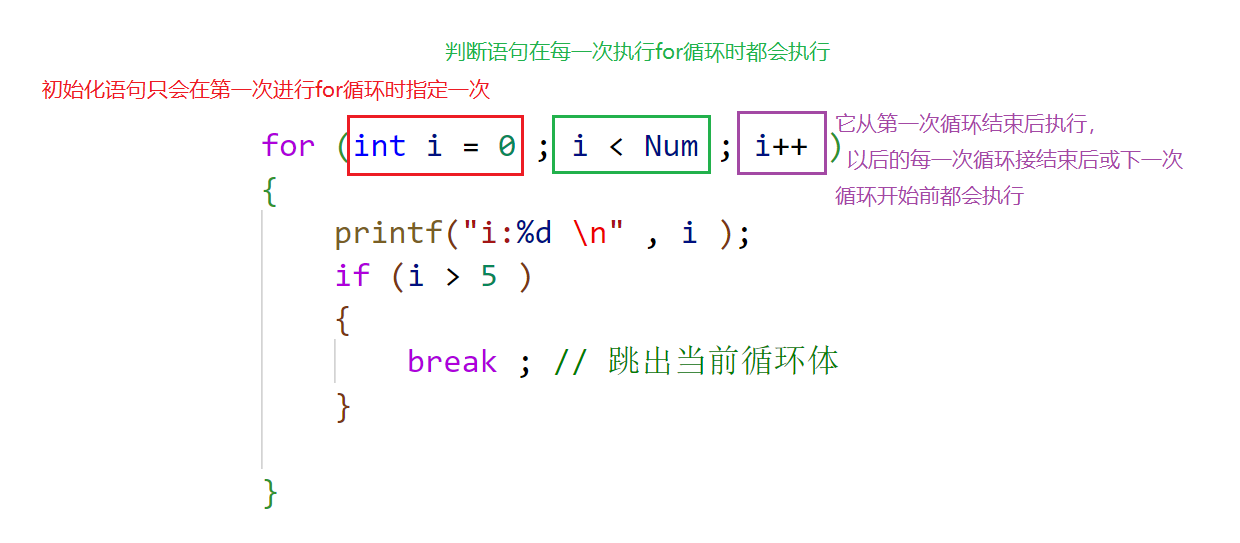 判断语句在每一次执行for循环时都会执行
初始化语句只会在第一次进行for循环时指定一次
for (int i = 0 ; i < Num ; i++ )
它从第一次循环结束后执行,
以后的每一次循环接结束后或下一次
循环开始前都会执行
{
printf("i:%d \n" , i );
if (i > 5 )
{
break ; // 跳出当前循环体
}
}